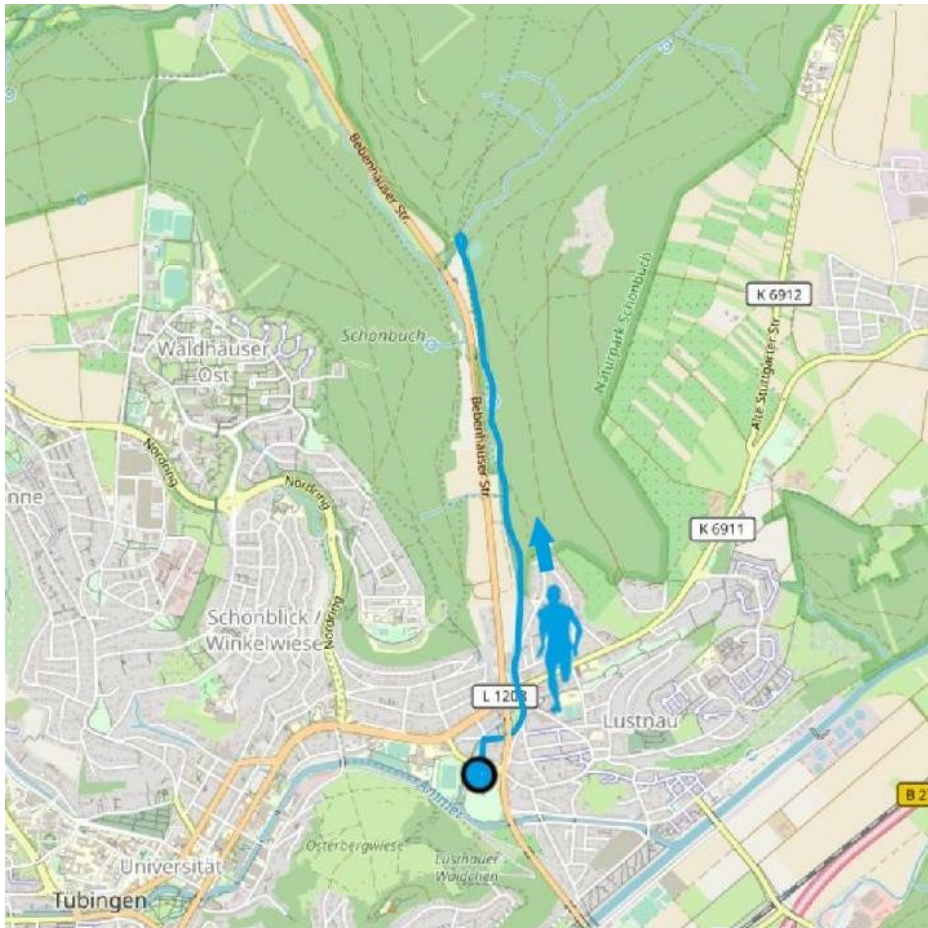 Bebenhäuser Str.
K 6912
Naturpark Schönbuch
Schönbuch
Waldhäuser
Ost
Alte Stuttgarter Str.
Bebenhäuser Str.
Nordring
Nordring
anne
K 6911
Schönblick /
Winkelwiese
Nordring
L 1208
Lustnau
Ammer
B 2
Österbergwiese
Lustnauer
Wäldchen
Universität
Tübingen